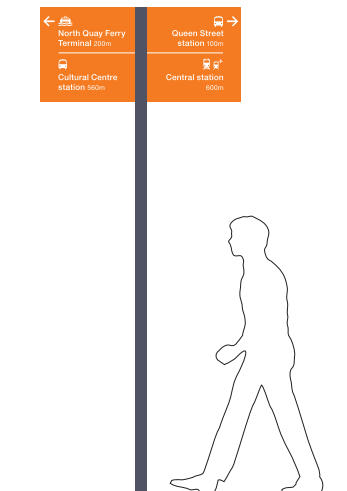 North Quay Ferry
Terminal 200m
Cultural Centre
station 560m
Queen Street
station 100m
Central station
600m